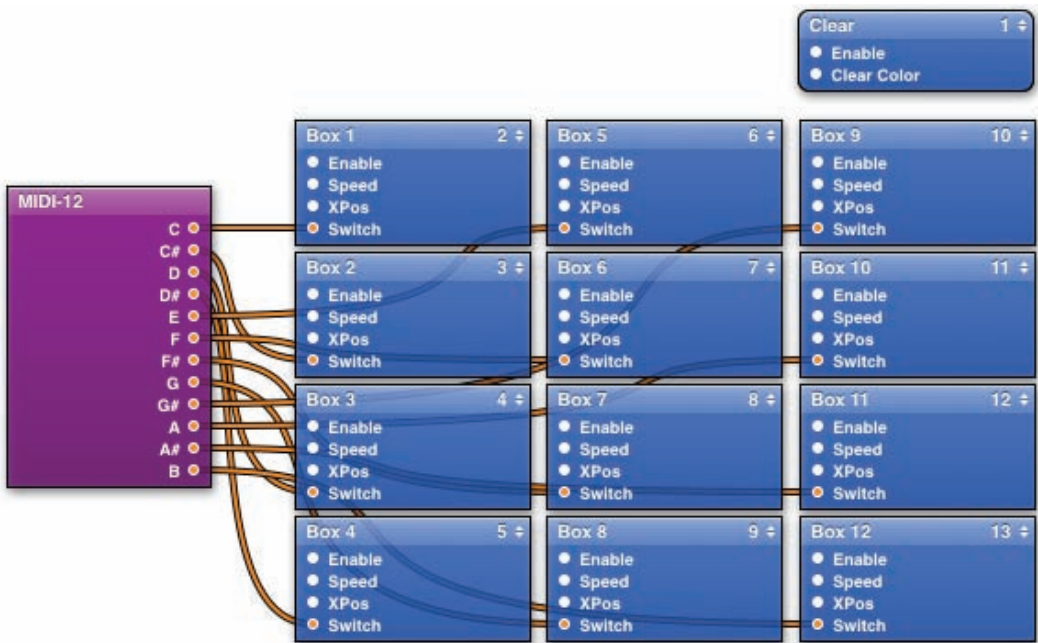 Clear 1
Enable
Clear Color
MIDI-12
C
C#
D
D#
E
F
F#
G
G#
A
A#
B
Box 1 2
Enable
Speed
XPos
Switch
Box 2 3
Enable
Speed
XPos
Switch
Box 3 4
Enable
Speed
XPos
Switch
Box 4 5
Enable
Speed
XPos
Switch
Box 5 6
Enable
Speed
XPos
Switch
Box 6 7
Enable
Speed
XPos
Switch
Box 7 8
Enable
Speed
XPos
Switch
Box 8 9
Enable
Speed
XPos
Switch
Box 9 10
Enable
Speed
XPos
Switch
Box 10 11
Enable
Speed
XPos
Switch
Box 11 12
Enable
Speed
XPos
Switch
Box 12 13
Enable
Speed
XPos
Switch